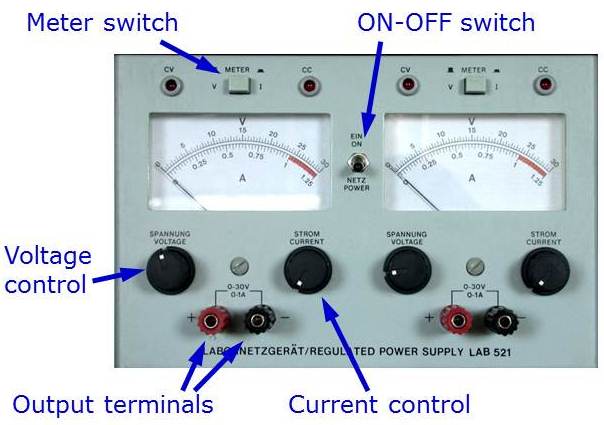 Meter switch
ON-OFF switch
CV METER CC
V I
CV METER CC
V I
V
0 5 10 15 20 25 30
0 0.25 0.5 0.75 1 1.25
A
EIN
ON
NETZ
POWER
V
0 5 10 15 20 25 30
0 0.25 0.5 0.75 1 1.25
A
SPANNUNG
VOLTAGE
STROM
CURRENT
SPANNUNG
VOLTAGE
STROM
CURRENT
Voltage
control
0-30V
0-1A
+ −
0-30V
0-1A
+ −
LABORNETZGERÄT/REGULATED POWER SUPPLY LAB 521
Output terminals
Current control